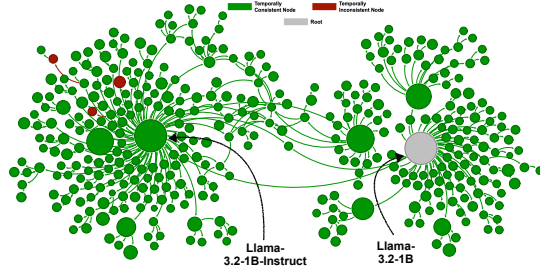 Temporally
Consistent Node
Temporally
Inconsistent Node
Root
Llama-
3.2-1B-Instruct
Llama-
3.2-1B